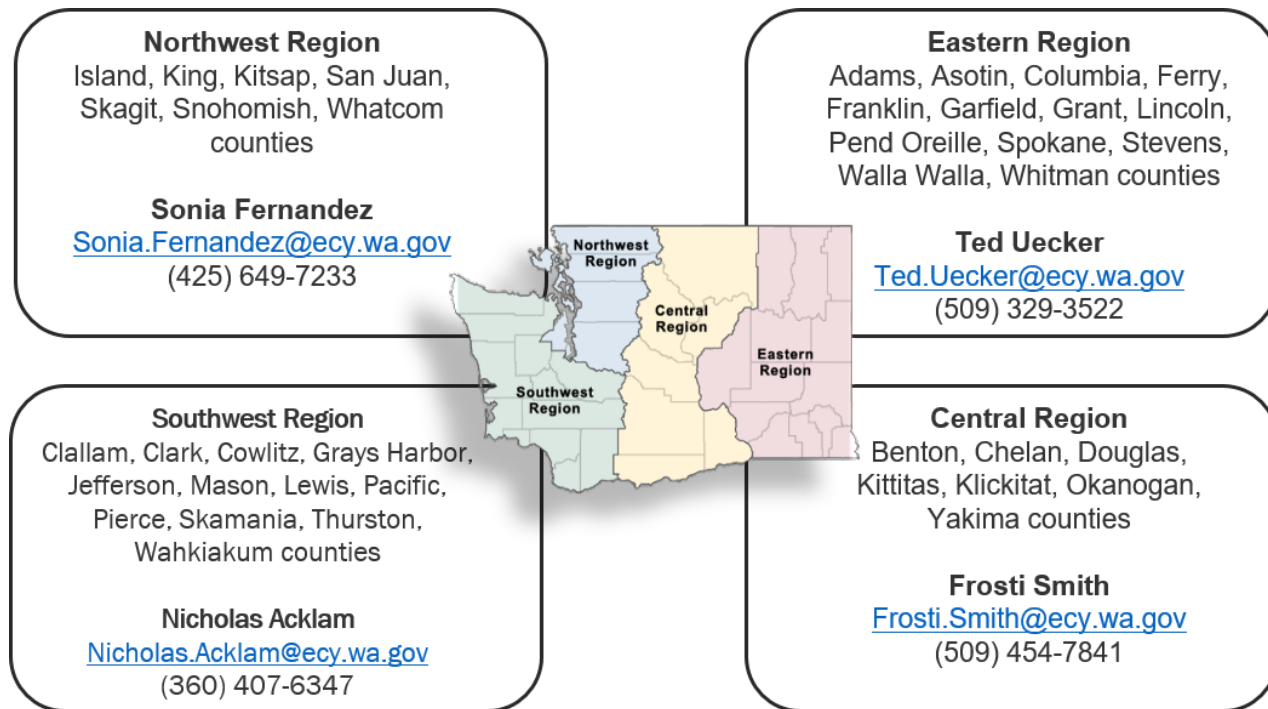 Northwest Region
Island, King, Kitsap, San Juan,
Skagit, Snohomish, Whatcom
counties
Sonia Fernandez
Sonia.Fernandez@ecy.wa.gov
(425) 649-7233
Eastern Region
Adams, Asotin, Columbia, Ferry,
Franklin, Garfield, Grant, Lincoln,
Pend Oreille, Spokane, Stevens,
Walla Walla, Whitman counties
Ted Uecker
Ted.Uecker@ecy.wa.gov
(509) 329-3522
Northwest
Region
Central
Region
Eastern
Region
Southwest
Region
Southwest Region
Clallam, Clark, Cowlitz, Grays Harbor,
Jefferson, Mason, Lewis, Pacific,
Pierce, Skamania, Thurston,
Wahkiakum counties
Nicholas Acklam
Nicholas.Acklam@ecy.wa.gov
(360) 407-6347
Central Region
Benton, Chelan, Douglas,
Kittitas, Klickitat, Okanogan,
Yakima counties
Frosti Smith
Frosti.Smith@ecy.wa.gov
(509) 454-7841